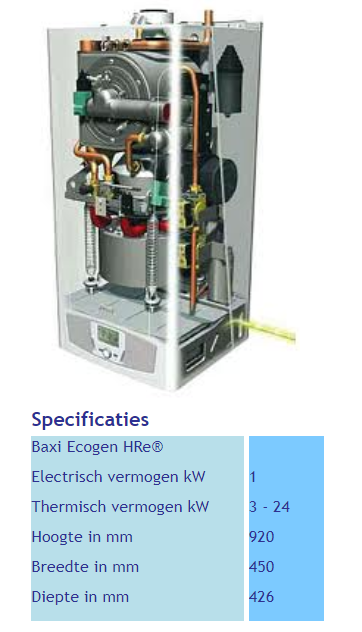 Specificaties
Baxi Ecogen HRe®
Electrisch vermogen kW 1
Thermisch vermogen kW 3 - 24
Hoogte in mm 920
Breedte in mm 450
Diepte in mm 426